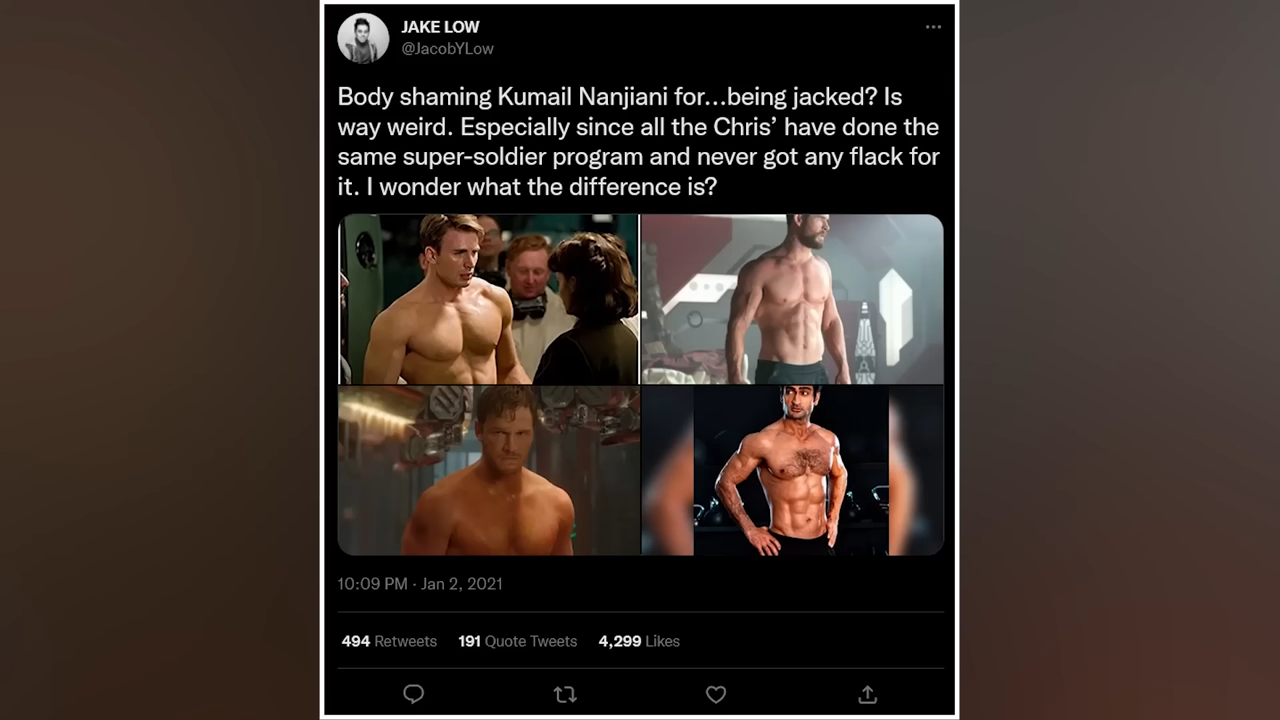 JAKE LOW
@JacobYLow
Body shaming Kumail Nanjiani for...being jacked? Is
way weird. Especially since all the Chris’ have done the
same super-soldier program and never got any flack for
it. I wonder what the difference is?
10:09 PM · Jan 2, 2021
494 Retweets 191 Quote Tweets 4,299 Likes